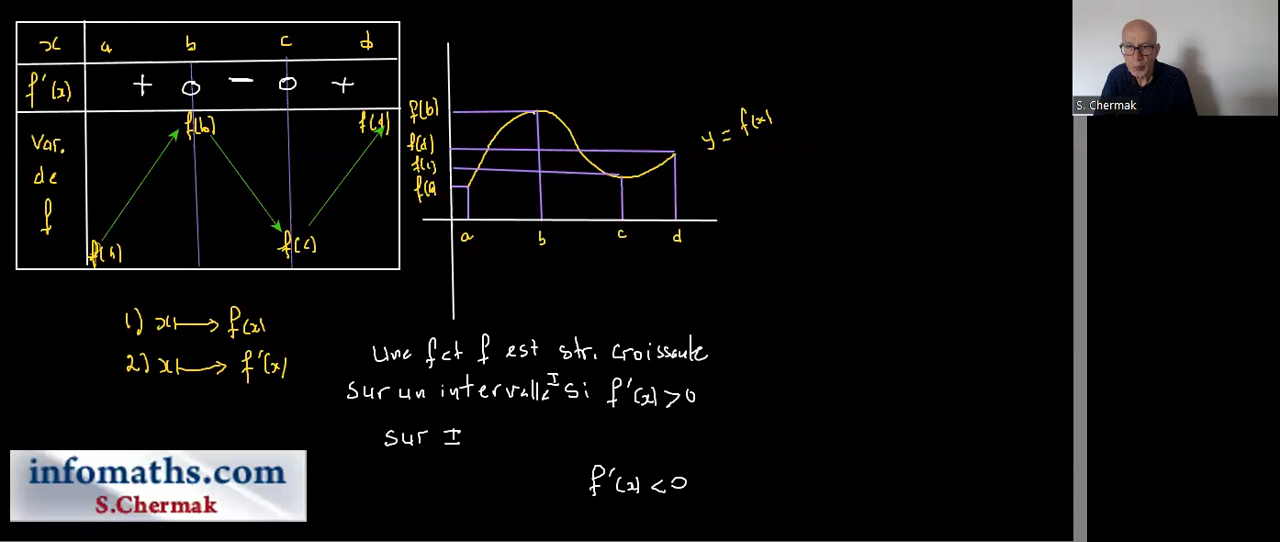 x a b c d
f'(x) + 0 - 0 +
Var. de f
f(a) f(b) f(c) f(d)
f(b)
f(d)
f(c)
f(a
a b c d
y = f(x)
1) x ⟼ f(x)
2) x ⟼ f'(x)
Une fct f est str. croissante
sur un intervalle I si f'(x) > 0
sur I
f'(x) < 0
infomaths.com
S.Chermak
S. Chermak